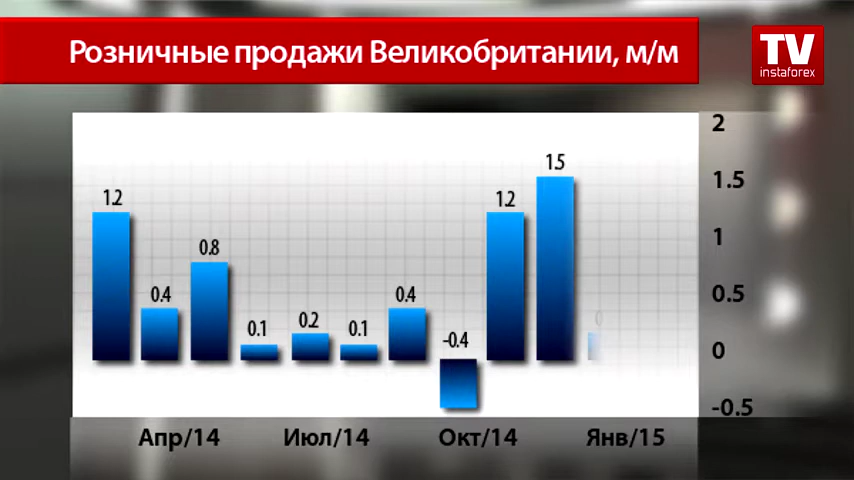 Розничные продажи Великобритании, м/м
TV
instaforex
2
1.5
1
0.5
0
-0.5
1.2
0.4
0.8
0.1
0.2
0.1
0.4
-0.4
1.2
1.5
0
Апр/14
Июл/14
Окт/14
Янв/15